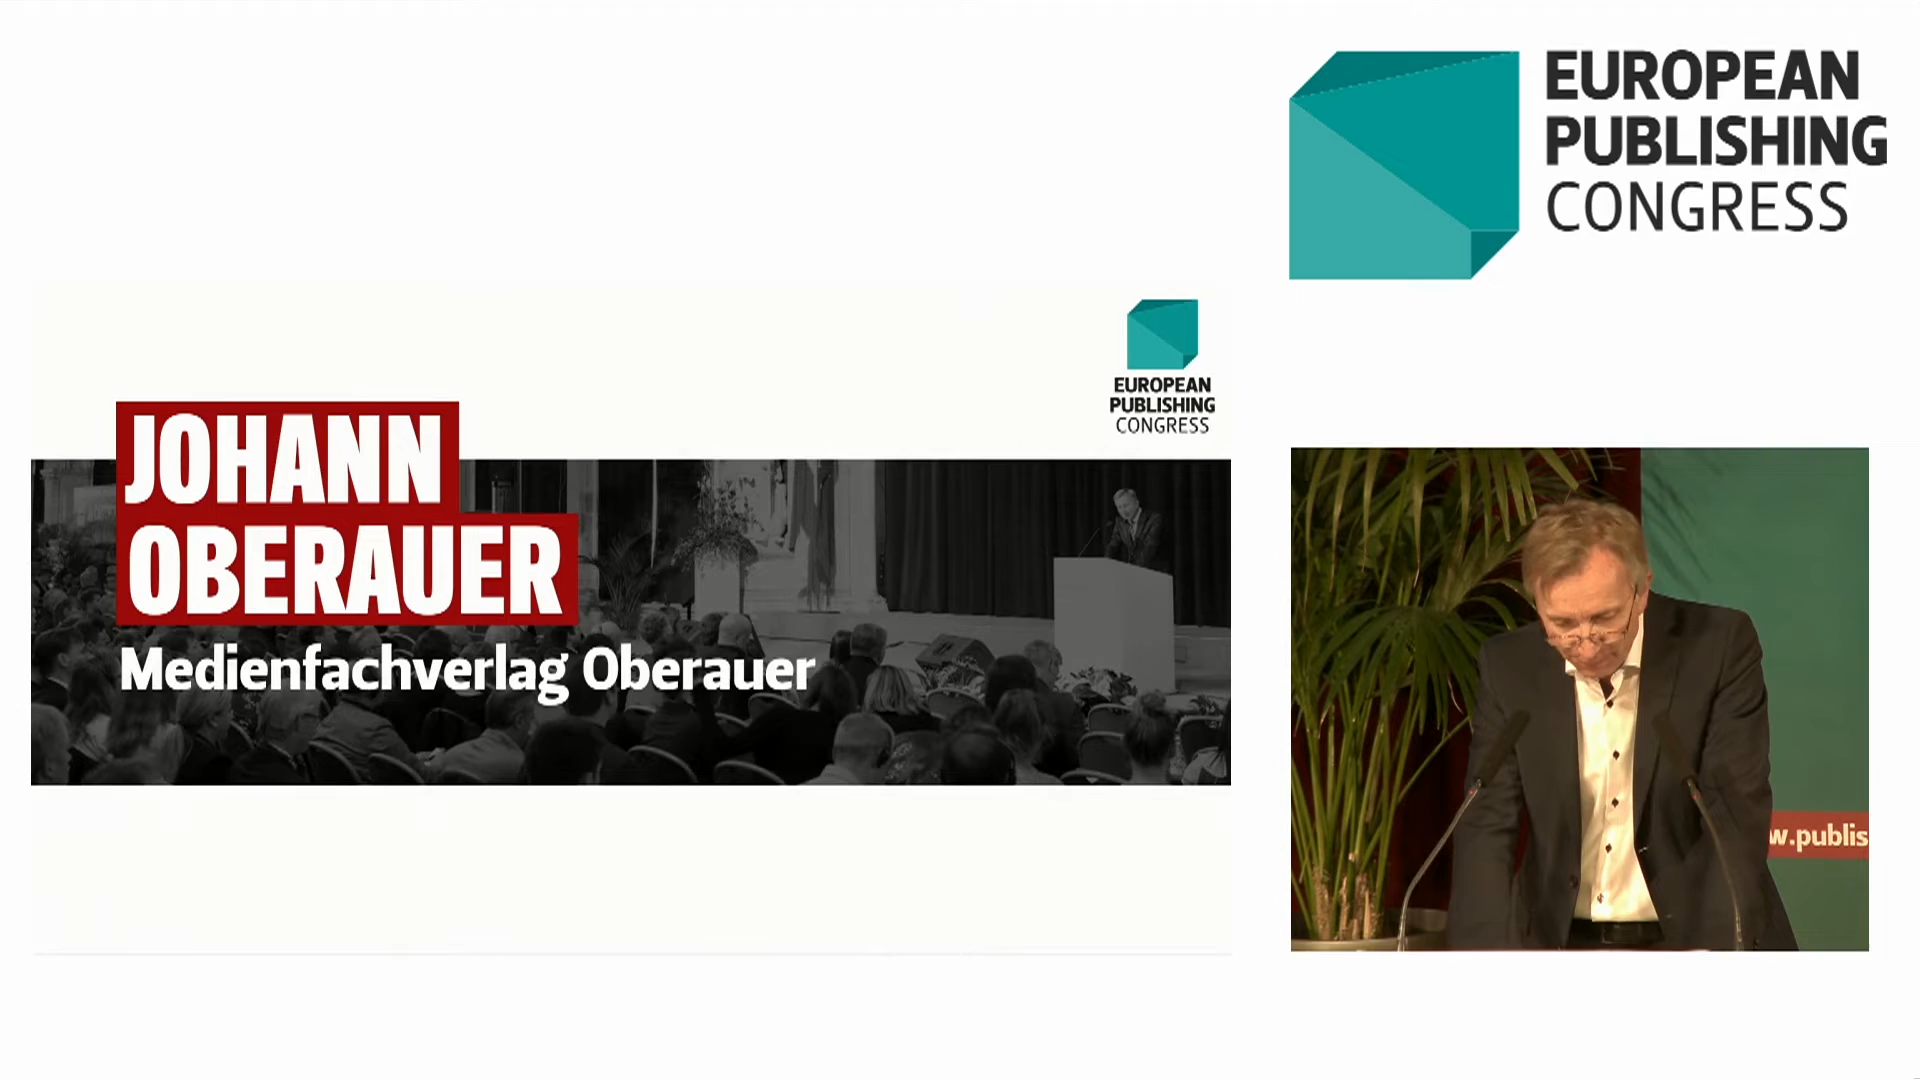 EUROPEAN
PUBLISHING
CONGRESS
EUROPEAN
PUBLISHING
CONGRESS
JOHANN
OBERAUER
Medienfachverlag Oberauer
w.publis